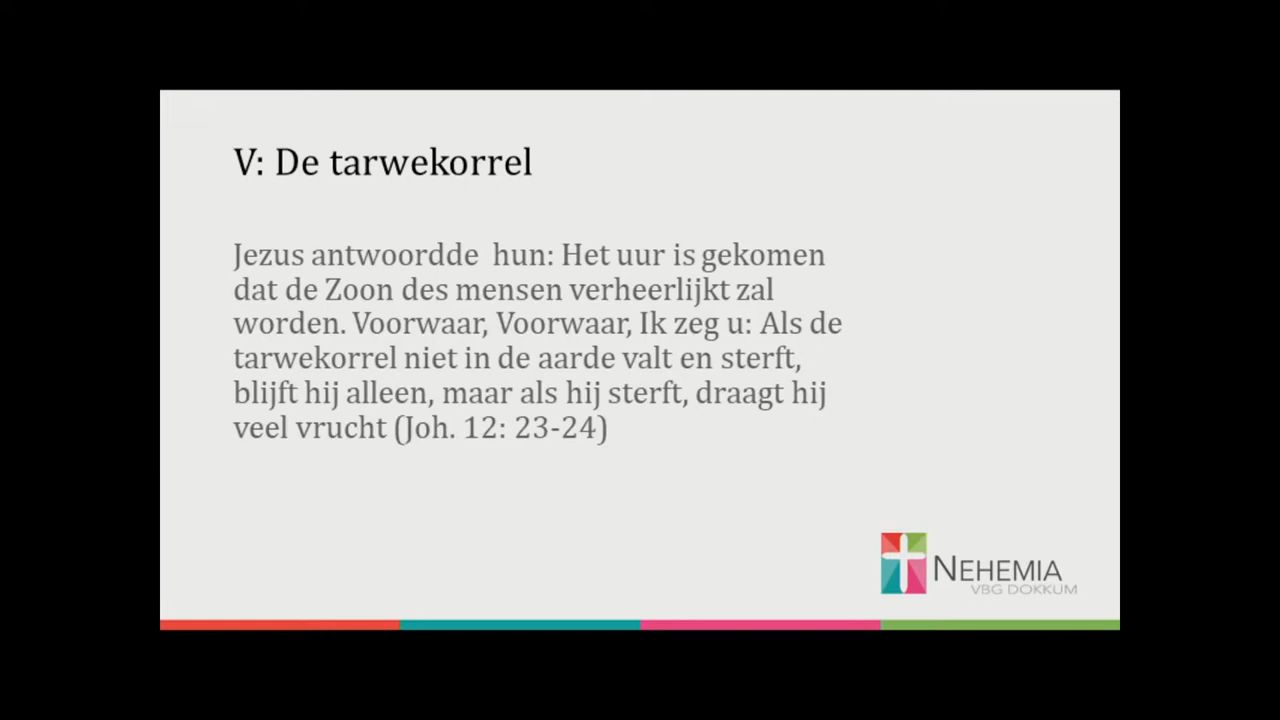 V: De tarwekorrel
Jezus antwoordde  hun: Het uur is gekomen
dat de Zoon des mensen verheerlijkt zal
worden. Voorwaar, Voorwaar, Ik zeg u: Als de
tarwekorrel niet in de aarde valt en sterft,
blijft hij alleen, maar als hij sterft, draagt hij
veel vrucht (Joh. 12: 23-24)
NEHEMIA
VBG DOKKUM